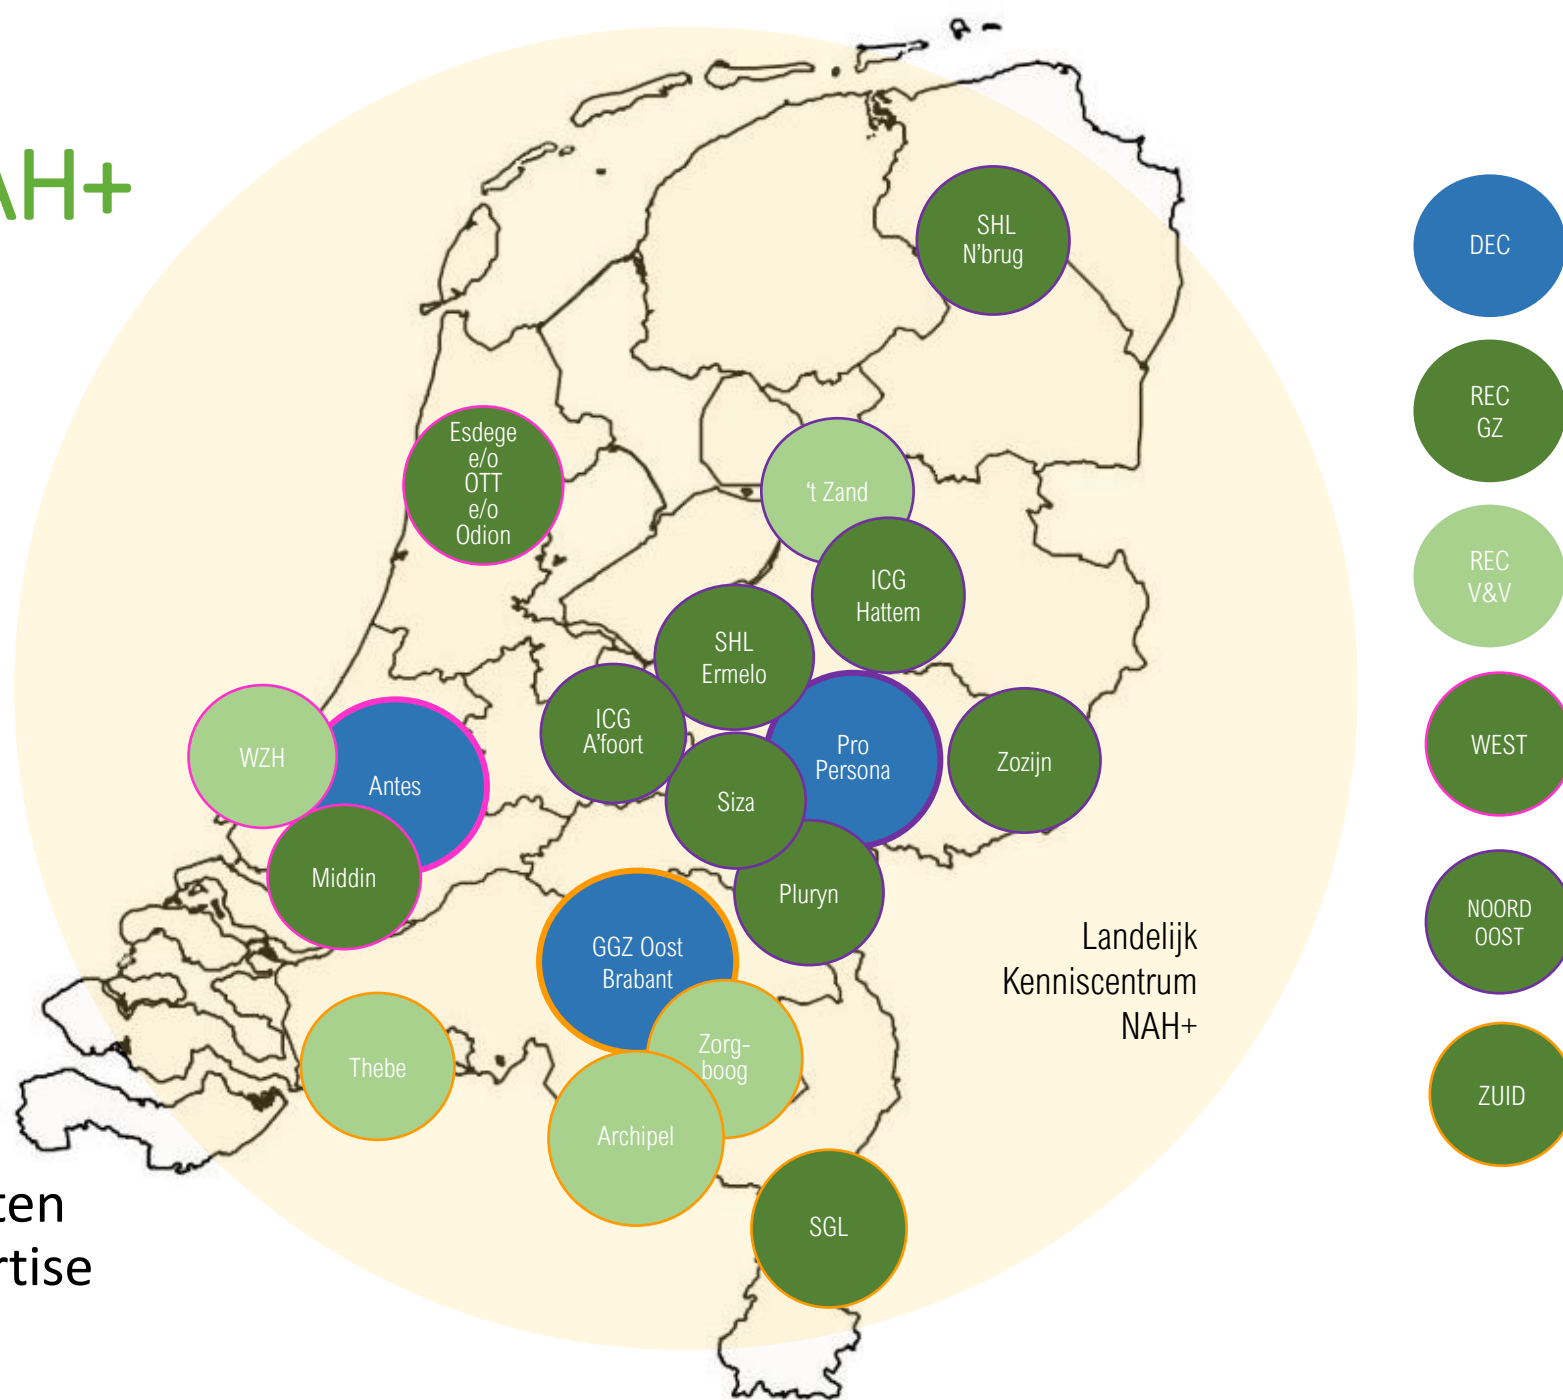 AH+
SHL
N'brug
Esdege
e/o
OTT
e/o
Odion
't Zand
ICG
Hattem
SHL
Ermelo
ICG
A'foort
Pro
Persona
Zozijn
WZH
Antes
Siza
Middin
Pluryn
GGZ Oost
Brabant
Zorg-
boog
Thebe
Archipel
SGL
Landelijk
Kenniscentrum
NAH+
ten
rtise
DEC
REC
GZ
REC
V&V
WEST
NOORD
OOST
ZUID